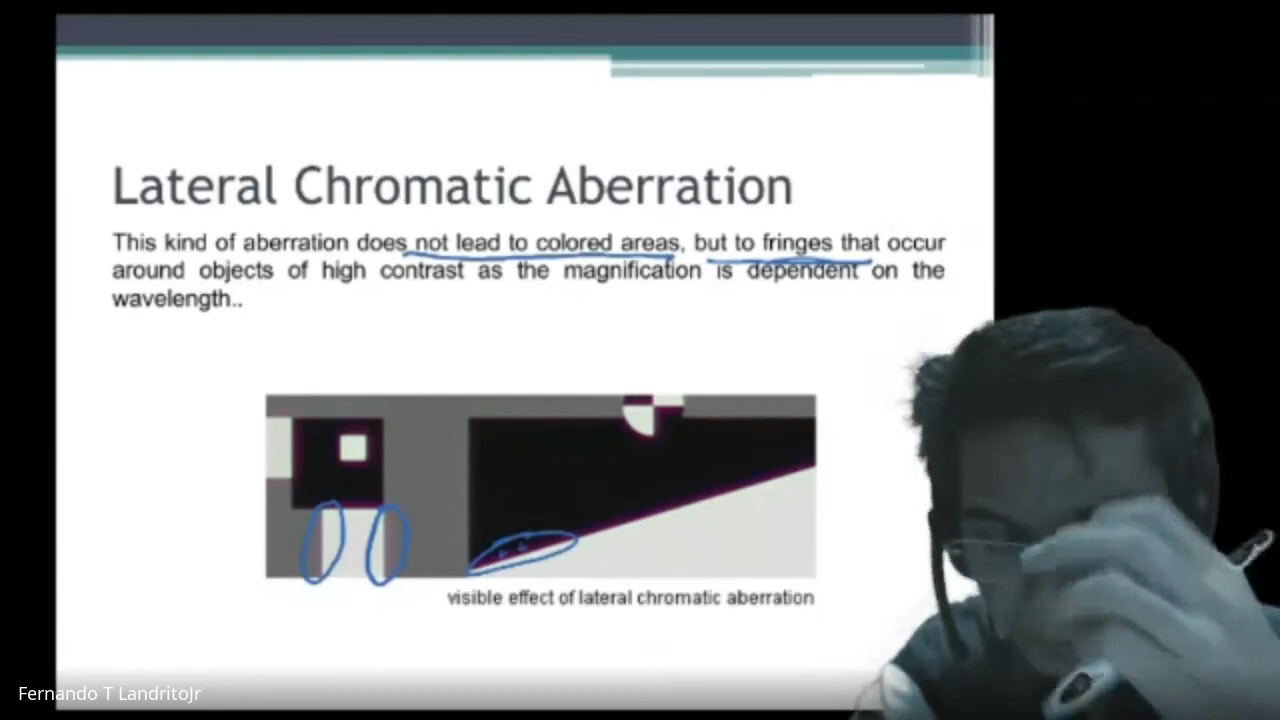 Lateral Chromatic Aberration
This kind of aberration does not lead to colored areas, but to fringes that occur
around objects of high contrast as the magnification is dependent on the
wavelength..
visible effect of lateral chromatic aberration
Fernando T LandritoJr